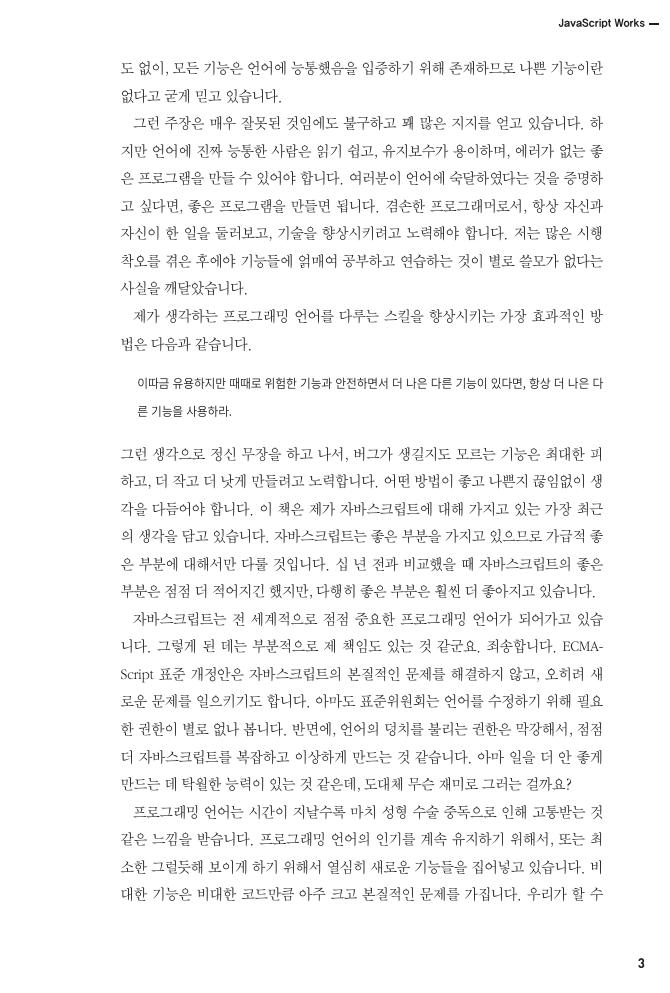 JavaScript Works
도 없이, 모든 기능은 언어에 능통했음을 입증하기 위해 존재하므로 나쁜 기능이란
없다고 굳게 믿고 있습니다.
그런 주장은 매우 잘못된 것임에도 불구하고 꽤 많은 지지를 얻고 있습니다. 하
지만 언어에 진짜 능통한 사람은 읽기 쉽고, 유지보수가 용이하며, 에러가 없는 좋
은 프로그램을 만들 수 있어야 합니다. 여러분이 언어에 숙달하였다는 것을 증명하
고 싶다면, 좋은 프로그램을 만들면 됩니다. 겸손한 프로그래머로서, 항상 자신과
자신이 한 일을 둘러보고, 기술을 향상시키려고 노력해야 합니다. 저는 많은 시행
착오를 겪은 후에야 기능들에 얽매여 공부하고 연습하는 것이 별로 쓸모가 없다는
사실을 깨달았습니다.
제가 생각하는 프로그래밍 언어를 다루는 스킬을 향상시키는 가장 효과적인 방
법은 다음과 같습니다.
이따금 유용하지만 때때로 위험한 기능과 안전하면서 더 나은 다른 기능이 있다면, 항상 더 나은 다
른 기능을 사용하라.
그런 생각으로 정신 무장을 하고 나서, 버그가 생길지도 모르는 기능은 최대한 피
하고, 더 작고 더 낫게 만들려고 노력합니다. 어떤 방법이 좋고 나쁜지 끊임없이 생
각을 다듬어야 합니다. 이 책은 제가 자바스크립트에 대해 가지고 있는 가장 최근
의 생각을 담고 있습니다. 자바스크립트는 좋은 부분을 가지고 있으므로 가급적 좋
은 부분에 대해서만 다룰 것입니다. 십 년 전과 비교했을 때 자바스크립트의 좋은
부분은 점점 더 적어지긴 했지만, 다행히 좋은 부분은 훨씬 더 좋아지고 있습니다.
자바스크립트는 전 세계적으로 점점 중요한 프로그래밍 언어가 되어가고 있습
니다. 그렇게 된 데는 부분적으로 제 책임도 있는 것 같군요. 죄송합니다. ECMA-
Script 표준 개정안은 자바스크립트의 본질적인 문제를 해결하지 않고, 오히려 새
로운 문제를 일으키기도 합니다. 아마도 표준위원회는 언어를 수정하기 위해 필요
한 권한이 별로 없나 봅니다. 반면에, 언어의 덩치를 불리는 권한은 막강해서, 점점
더 자바스크립트를 복잡하고 이상하게 만드는 것 같습니다. 아마 일을 더 안 좋게
만드는 데 탁월한 능력이 있는 것 같은데, 도대체 무슨 재미로 그러는 걸까요?
프로그래밍 언어는 시간이 지날수록 마치 성형 수술 중독으로 인해 고통받는 것
같은 느낌을 받습니다. 프로그래밍 언어의 인기를 계속 유지하기 위해서, 또는 최
소한 그럴듯해 보이게 하기 위해서 열심히 새로운 기능들을 집어넣고 있습니다. 비
대한 기능은 비대한 코드만큼 아주 크고 본질적인 문제를 가집니다. 우리가 할 수
3